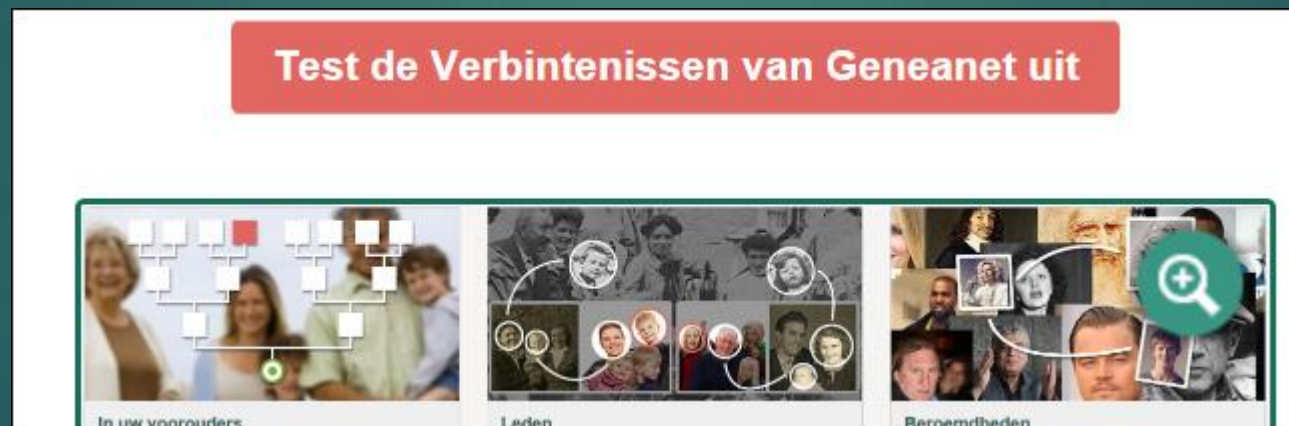 Test de Verbintenissen van Geneanet uit
In uw voorouders
Leden
Beroemdheden